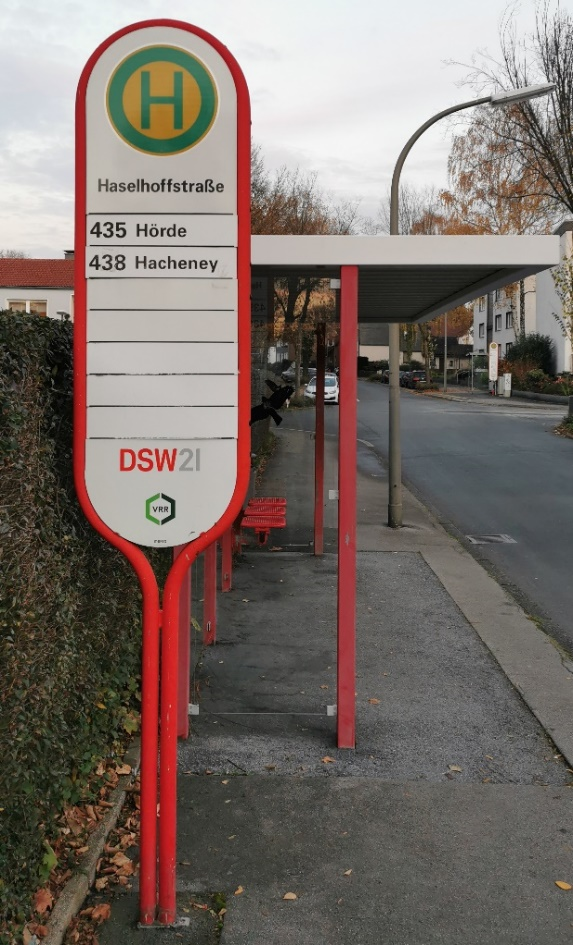 H
Haselhoffstraße
435 Hörde
438 Hacheney
DSW21
VRR